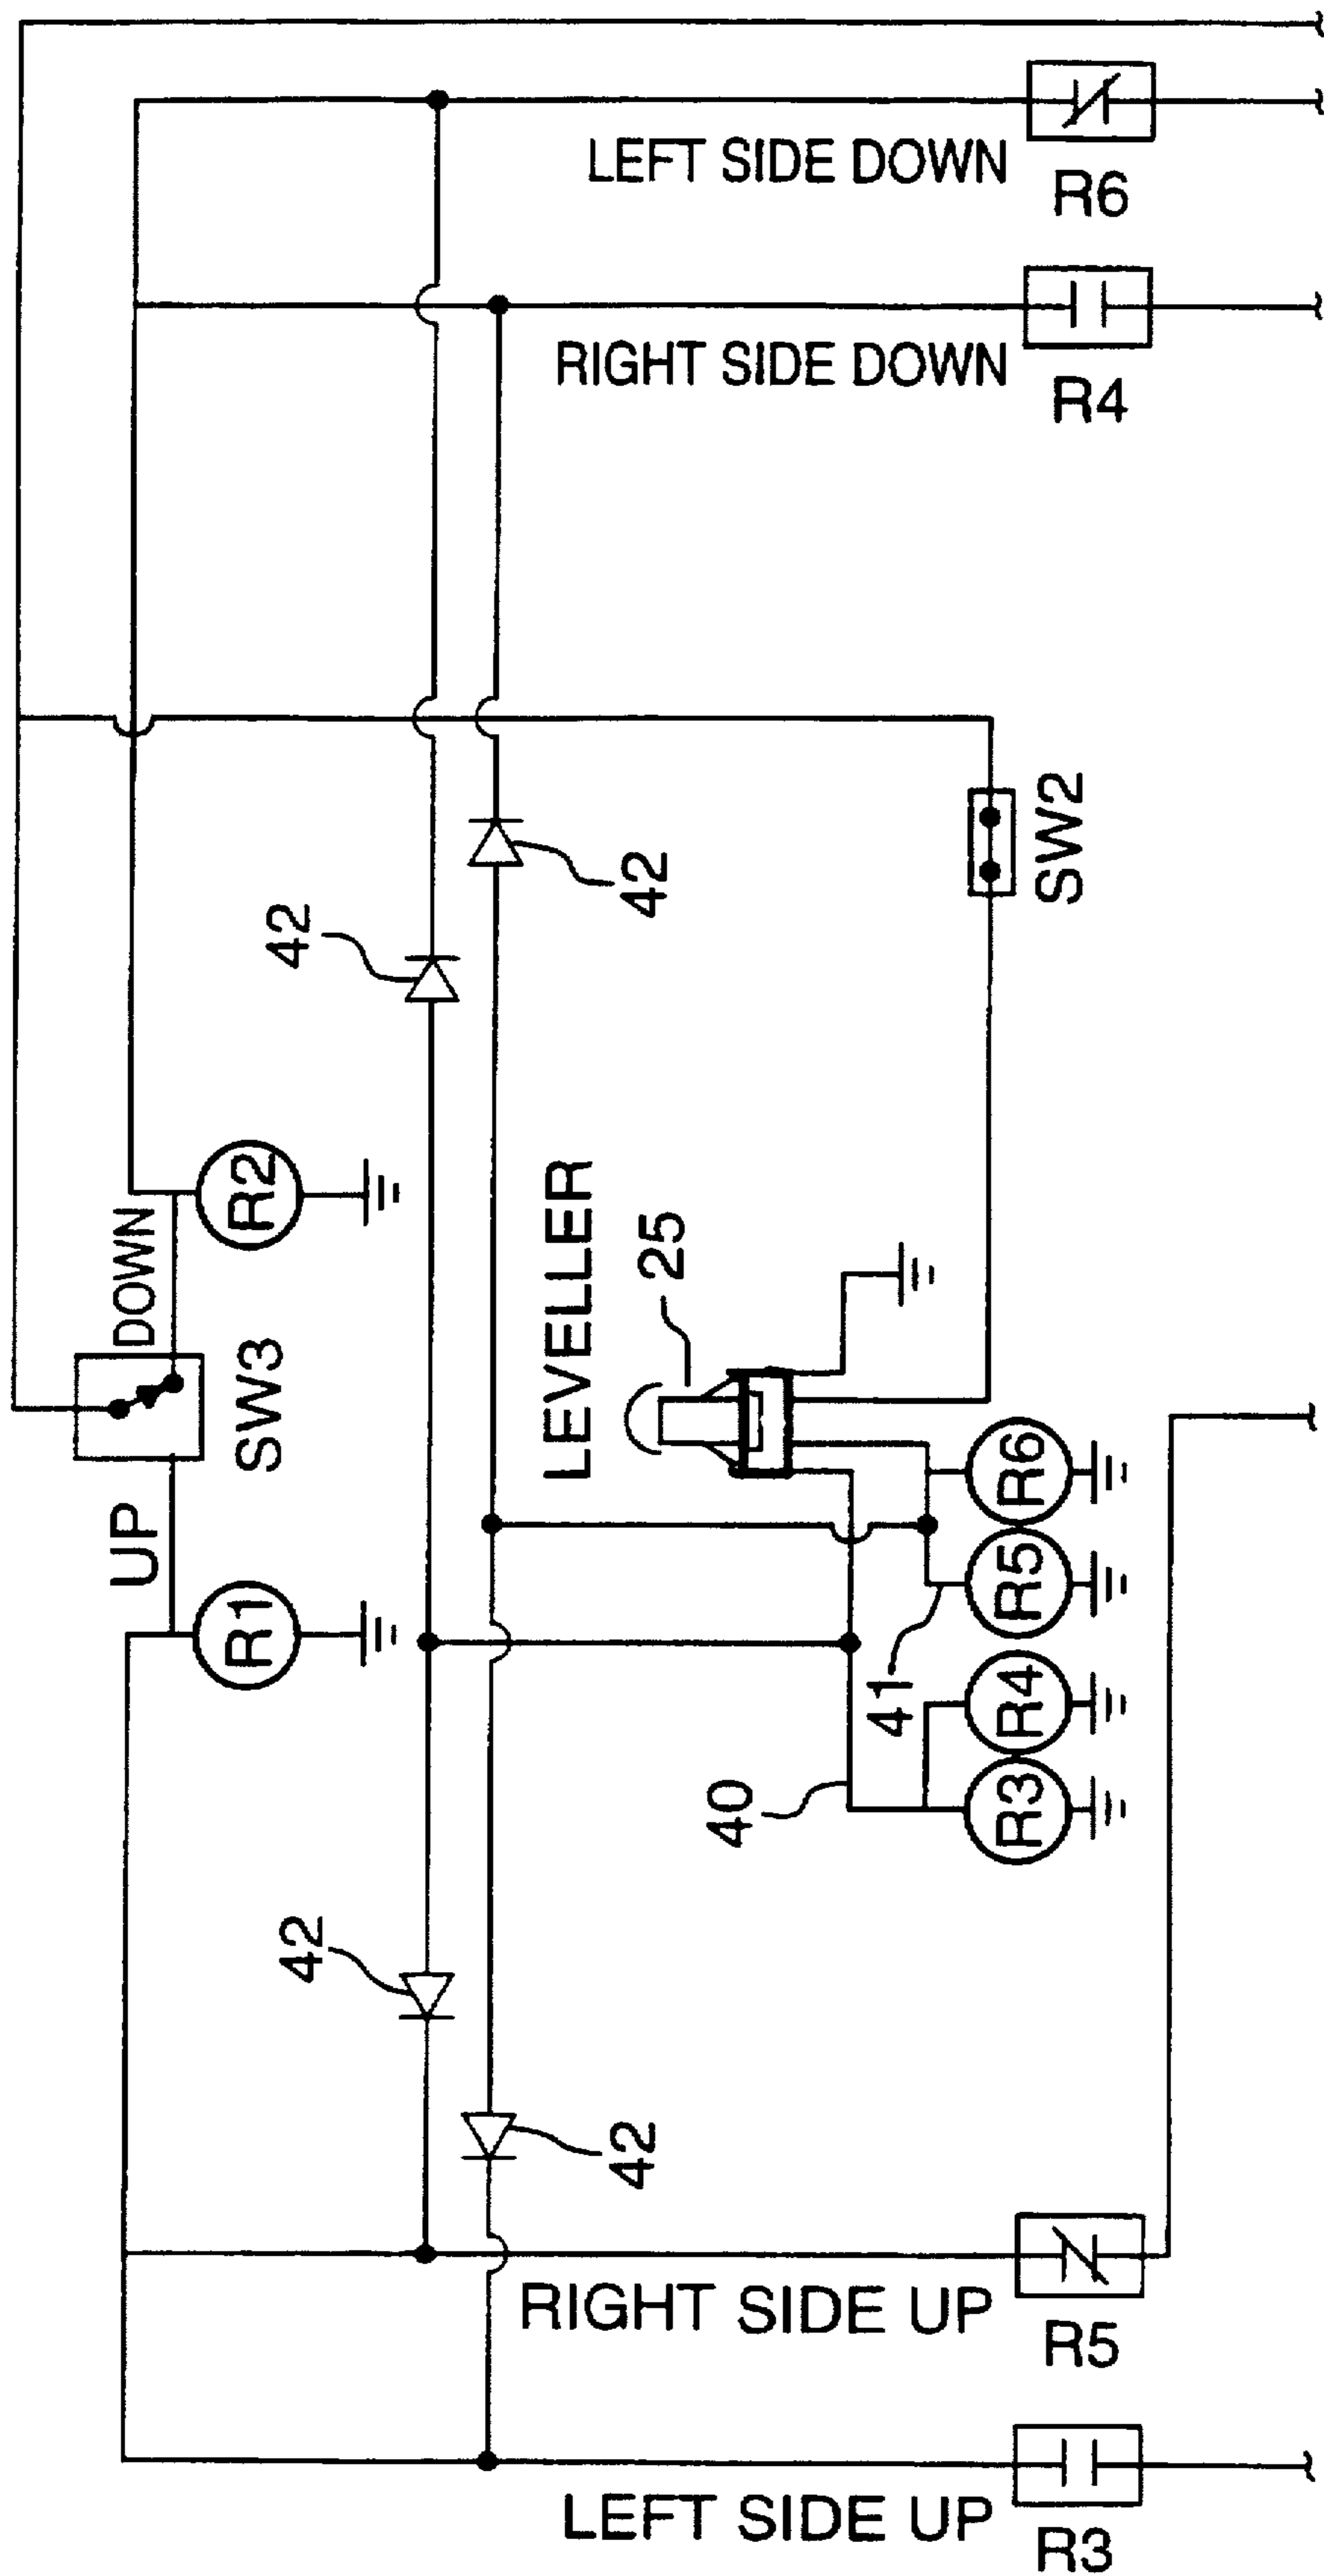 LEFT SIDE DOWN
R6
RIGHT SIDE DOWN
R4
SW2
42
42
DOWN
R2
LEVELLER
25
SW3
UP
R1
R6
R5
41
R4
40
R3
42
42
RIGHT SIDE UP
R5
LEFT SIDE UP
R3